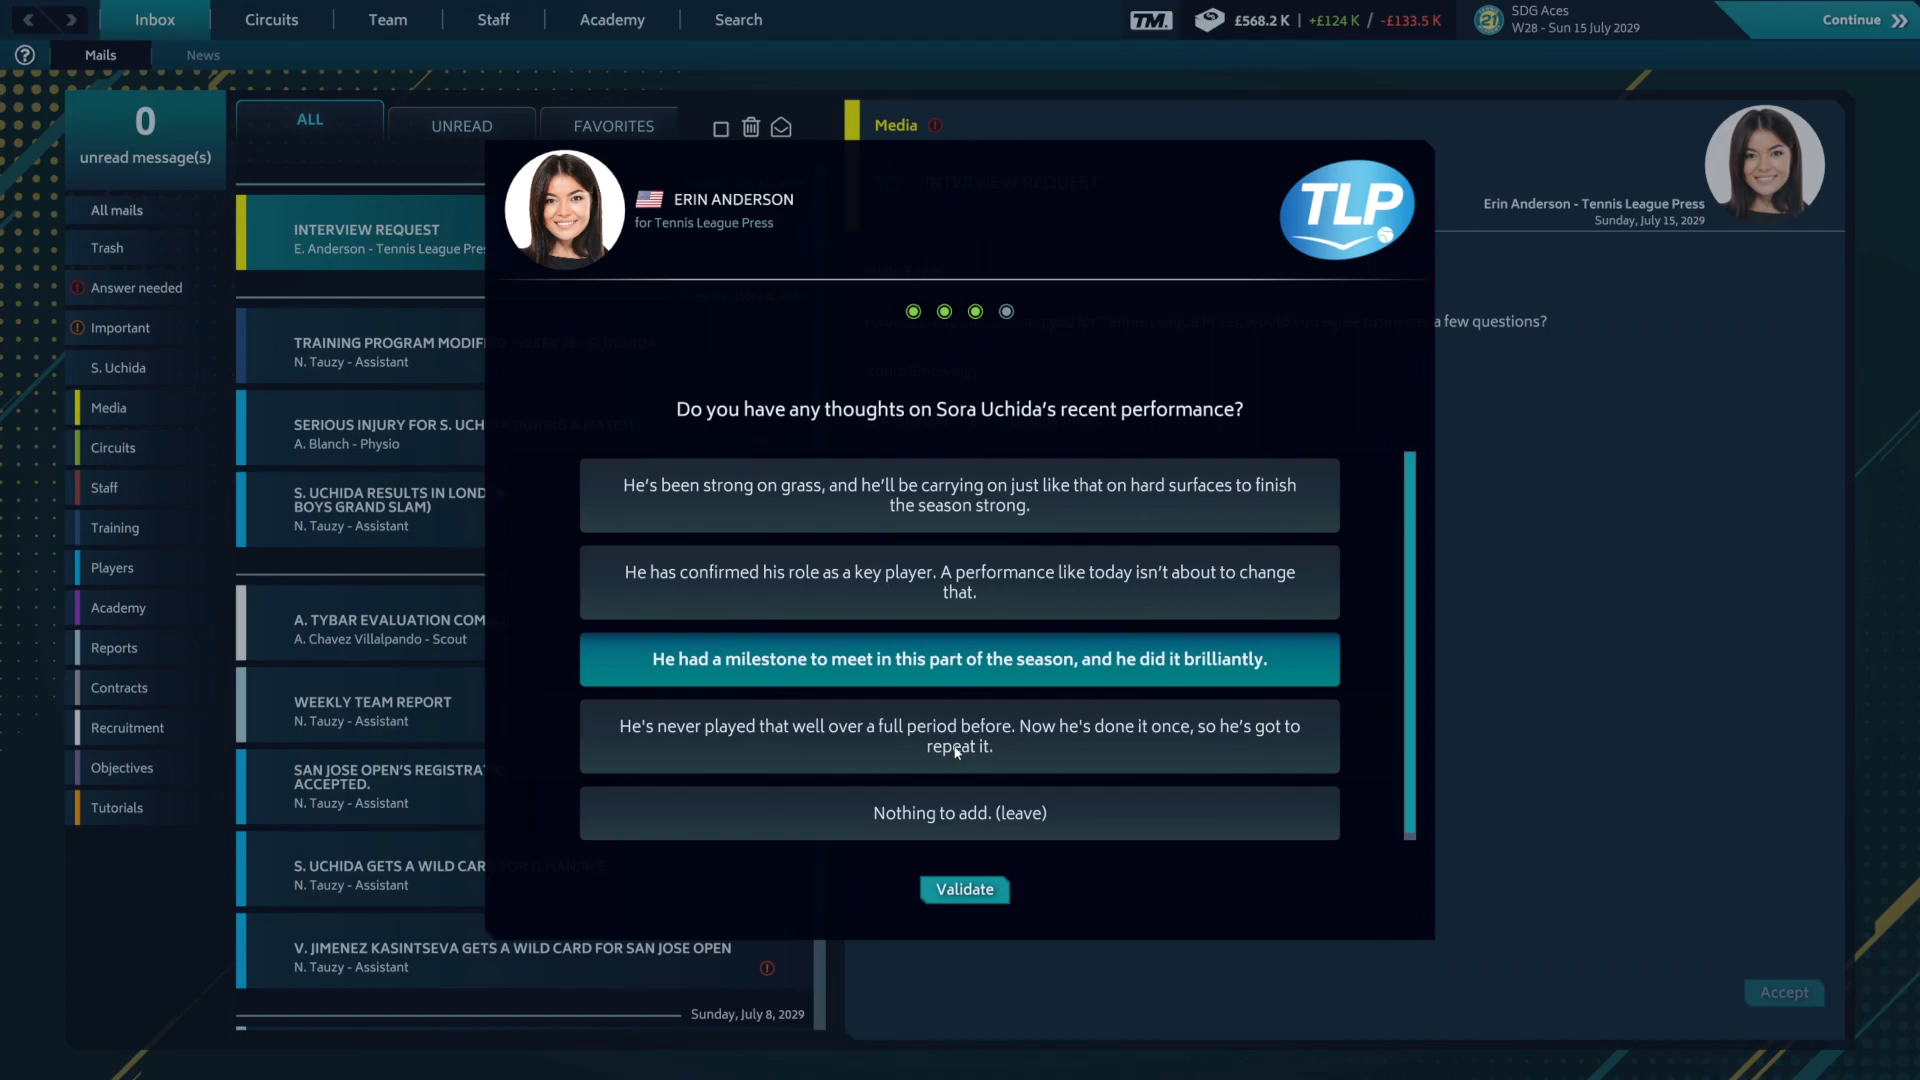 Inbox
Circuits
Team
Staff
Academy
Search
TM.
£568.2 K | +£124 K / -£133.5 K
21
SDG Aces
W28 - Sun 15 July 2029
Continue
?
Mails
News
0
unread message(s)
All mails
Trash
Answer needed
Important
S. Uchida
Media
Circuits
Staff
Training
Players
Academy
Reports
Contracts
Recruitment
Objectives
Tutorials
ALL
UNREAD
FAVORITES
INTERVIEW REQUEST
E. Anderson - Tennis League Pres
TRAINING PROGRAM MODIF
N. Tauzy - Assistant
SERIOUS INJURY FOR S. UCH
A. Blanch - Physio
S. UCHIDA RESULTS IN LOND
BOYS GRAND SLAM)
N. Tauzy - Assistant
A. TYBAR EVALUATION COM
A. Chavez Villalpando - Scout
WEEKLY TEAM REPORT
N. Tauzy - Assistant
SAN JOSE OPEN'S REGISTRAT
ACCEPTED.
N. Tauzy - Assistant
S. UCHIDA GETS A WILD CAR
N. Tauzy - Assistant
V. JIMENEZ KASINTSEVA GETS A WILD CARD FOR SAN JOSE OPEN
N. Tauzy - Assistant
Sunday, July 8, 2029
Media
INTERVIEW REQUEST
Erin Anderson - Tennis League Press
Sunday, July 15, 2029
a few questions?
Accept
ERIN ANDERSON
for Tennis League Press
TLP
Do you have any thoughts on Sora Uchida's recent performance?
He's been strong on grass, and he'll be carrying on just like that on hard surfaces to finish
the season strong.
He has confirmed his role as a key player. A performance like today isn't about to change
that.
He had a milestone to meet in this part of the season, and he did it brilliantly.
He's never played that well over a full period before. Now he's done it once, so he's got to
repeat it.
Nothing to add. (leave)
Validate